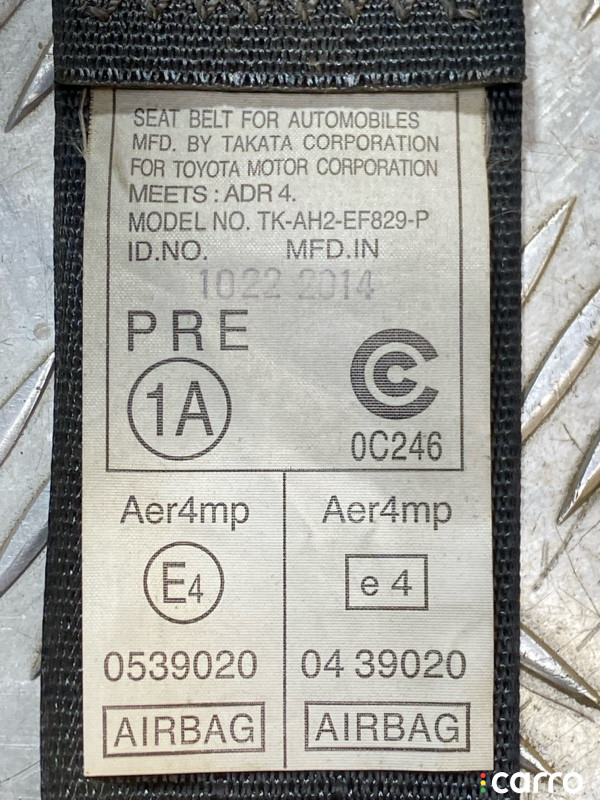 SEAT BELT FOR AUTOMOBILES
MFD. BY TAKATA CORPORATION
FOR TOYOTA MOTOR CORPORATION
MEETS : ADR 4.
MODEL NO. TK-AH2-EF829-P
ID.NO. MFD.IN
1022 2014
PRE
1A
CCC
0C246
Aer4mp Aer4mp
E4 e 4
0539020 04 39020
AIRBAG AIRBAG
carro